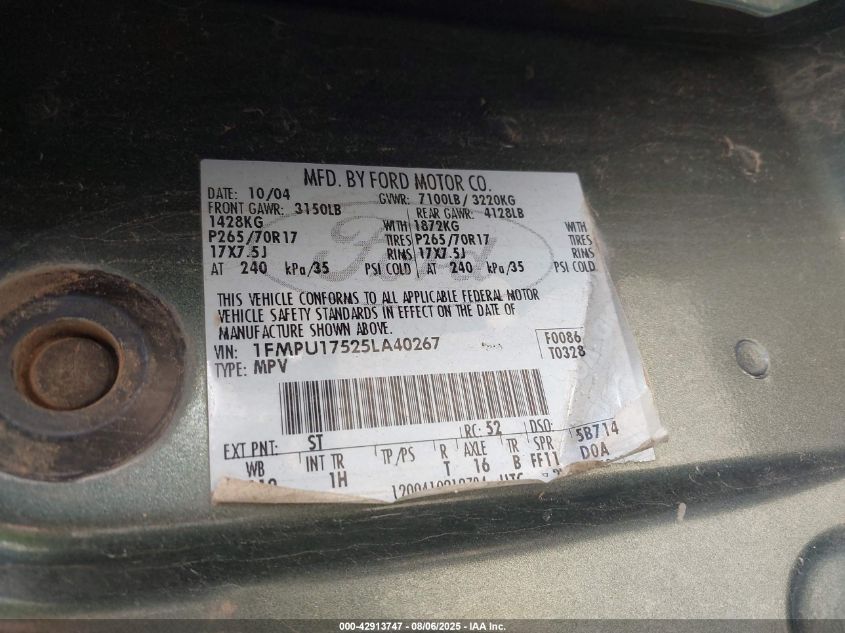 MFD. BY FORD MOTOR CO.
DATE: 10/04 GVWR: 7100LB/ 3220KG
FRONT GAWR: 3150LB REAR GAWR: 4128LB
1428KG WITH 1872KG WITH
P265/70R17 TIRES P265/70R17 TIRES
17X7.5J RIMS 17X7.5J RIMS
AT 240 kPa/35 PSI COLD AT 240 kPa/35 PSI COLD
Ford
THIS VEHICLE CONFORMS TO ALL APPLICABLE FEDERAL MOTOR
VEHICLE SAFETY STANDARDS IN EFFECT ON THE DATE OF
MANUFACTURE SHOWN ABOVE.
VIN: 1FMPU17525LA40267 F0086
TYPE: MPV T0328
EXT PNT: ST RC: 52 DSO:
WB INT TR TP/PS R AXLE TR SPR 5B714
1H T 16 B FF11 DOA
000-42913747 - 08/06/2025 - IAA Inc.